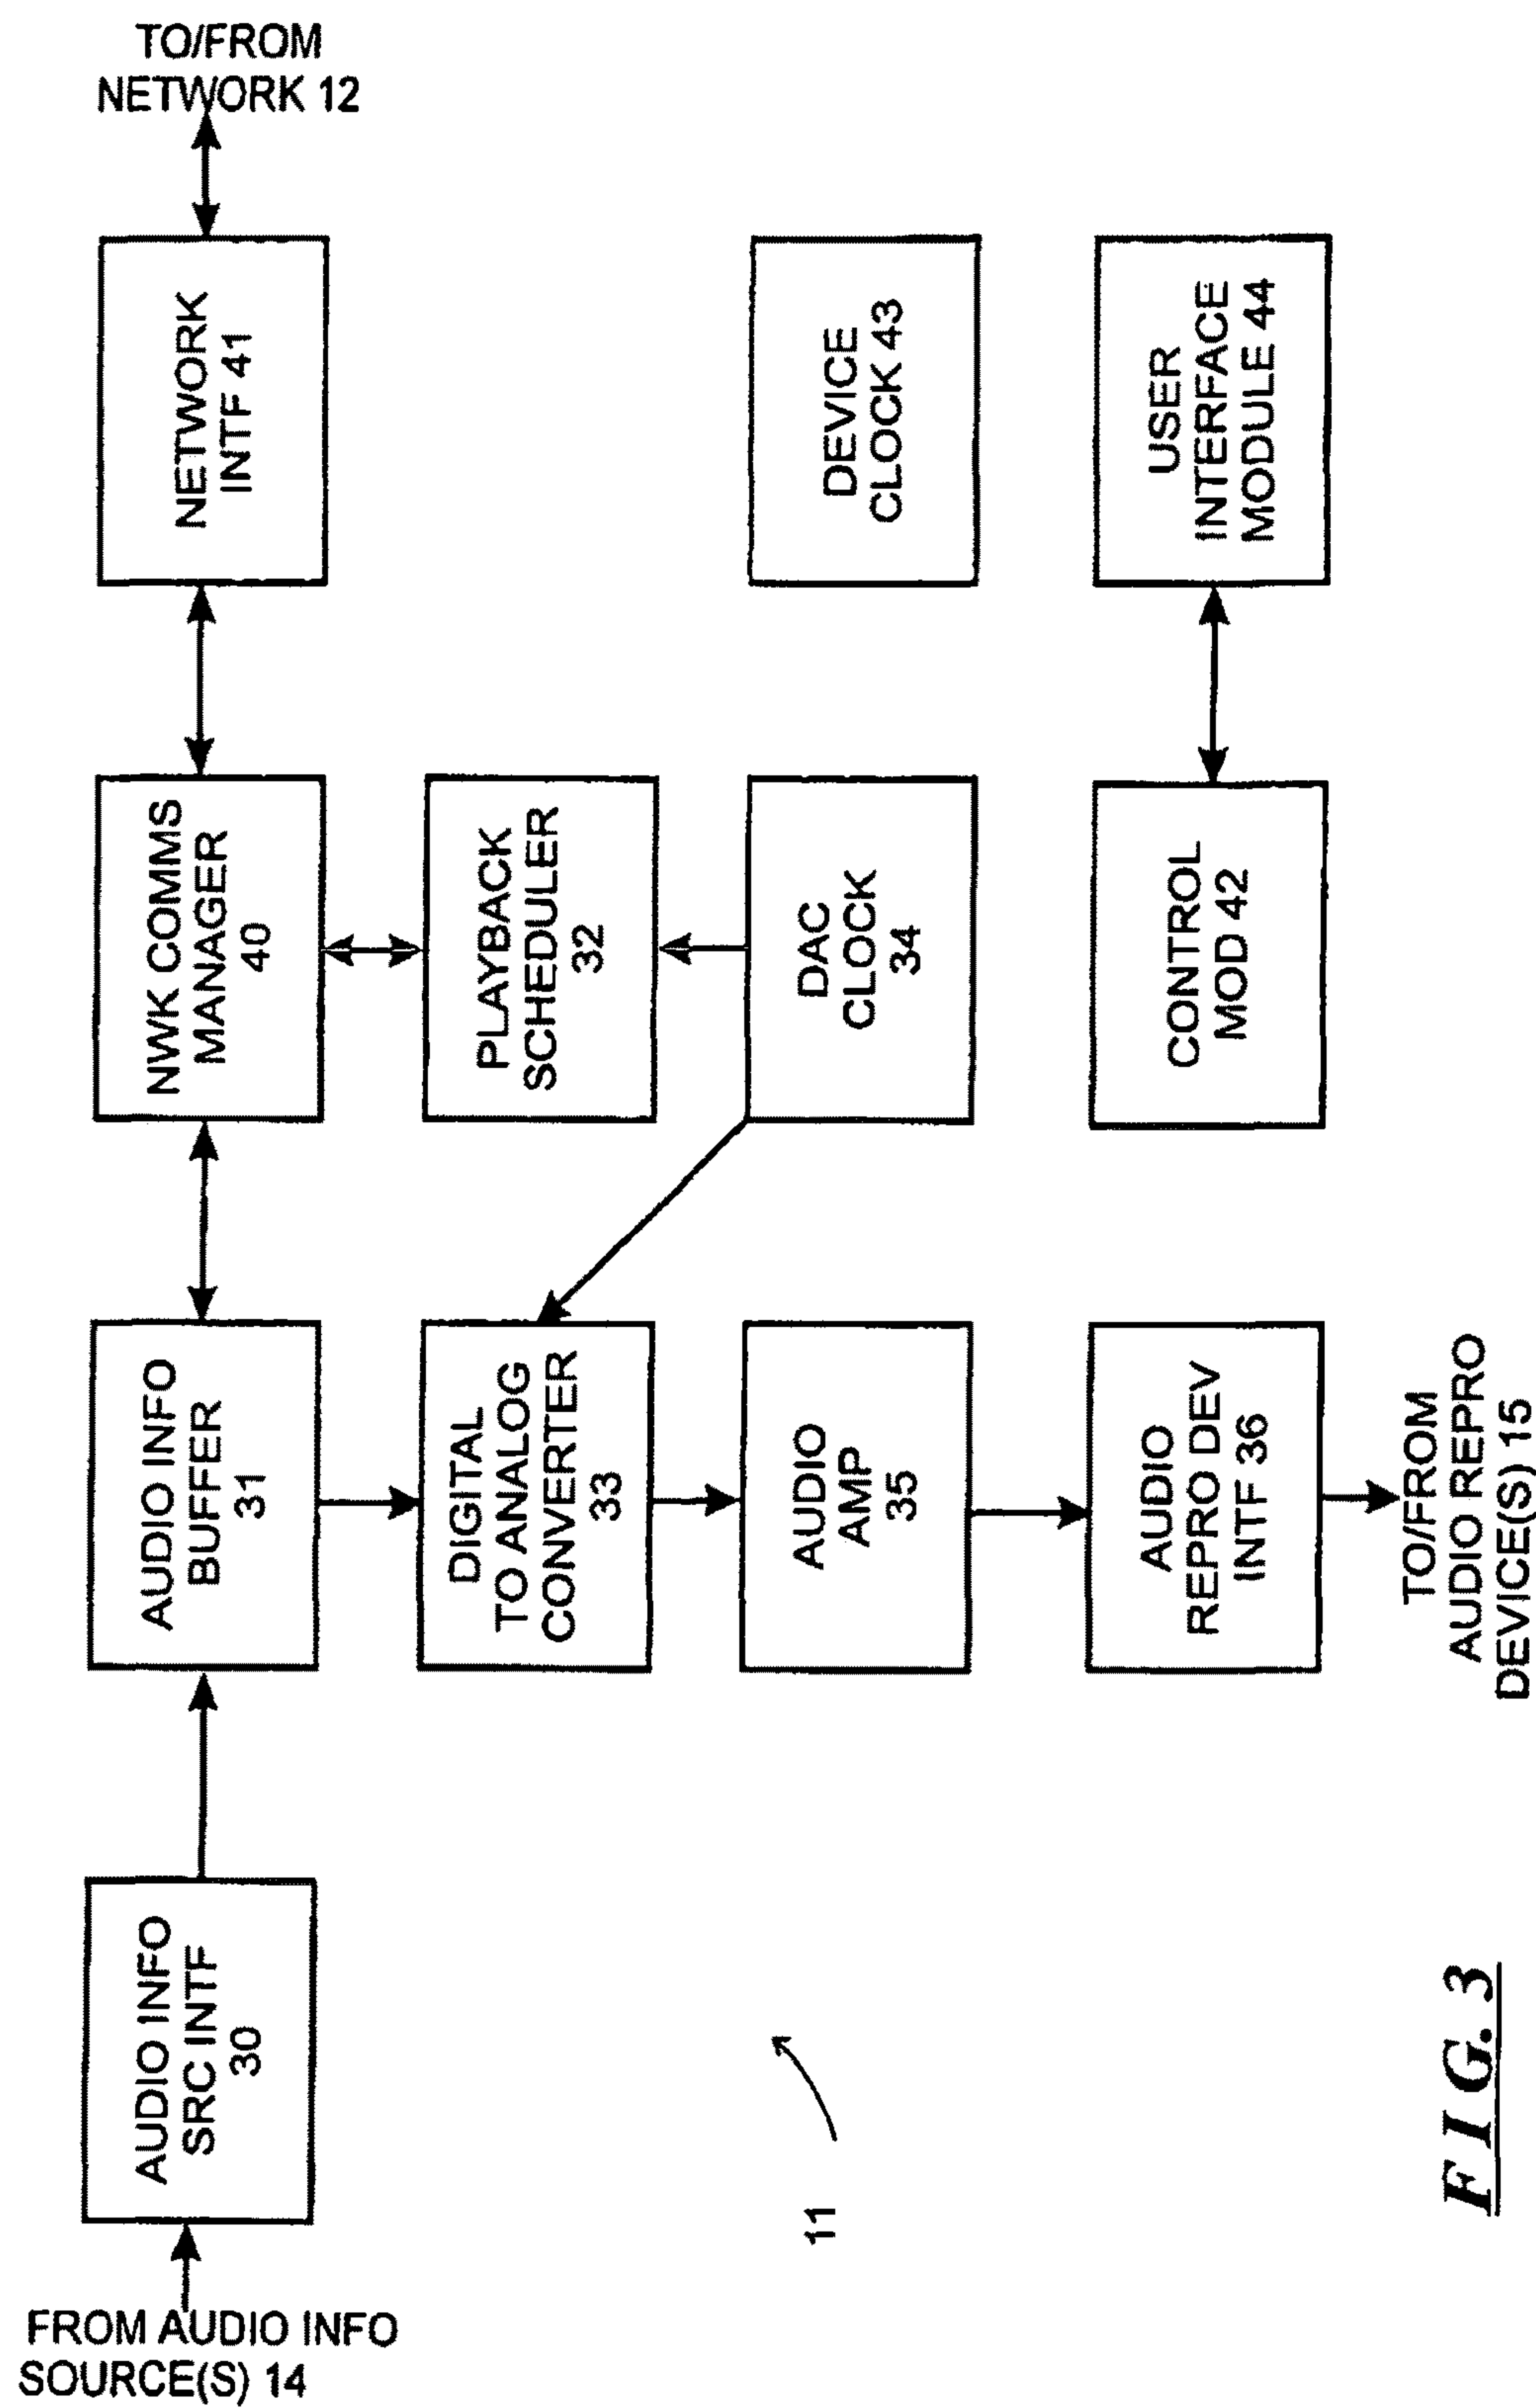 TO/FROM
NETWORK 12
NETWORK
INTF 41
DEVICE
CLOCK 43
USER
INTERFACE
MODULE 44
NWK COMMS
MANAGER
40
PLAYBACK
SCHEDULER
32
DAC
CLOCK
34
CONTROL
MOD 42
AUDIO INFO
BUFFER
31
DIGITAL
TO ANALOG
CONVERTER
33
AUDIO
AMP
35
AUDIO
REPRO DEV
INTF 36
TO/FROM
AUDIO REPRO
DEVICE(S) 15
AUDIO INFO
SRC INTF
30
11
FROM AUDIO INFO
SOURCE(S) 14
FIG. 3